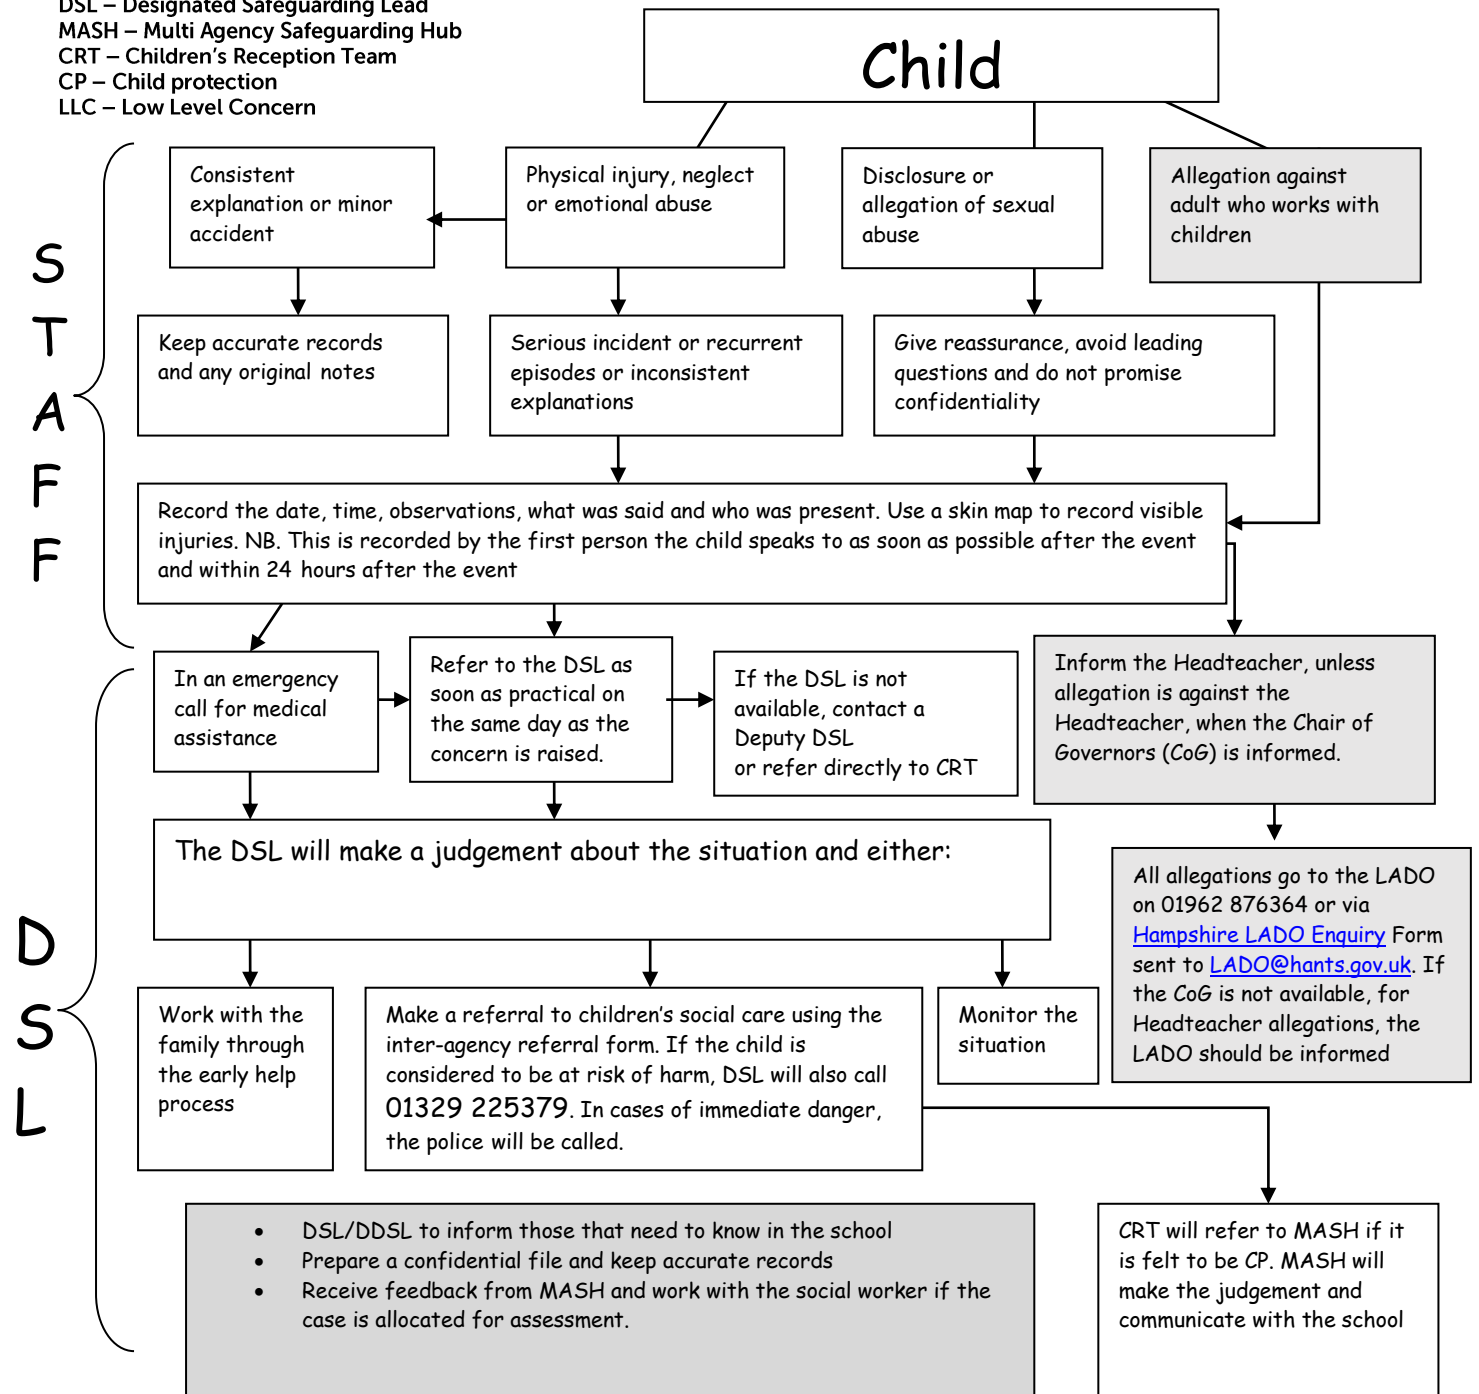 DSL – Designated Safeguarding Lead
MASH – Multi Agency Safeguarding Hub
CRT – Children's Reception Team
CP – Child protection
LLC – Low Level Concern
Child
STAFF
Consistent
explanation or minor
accident
Physical injury, neglect
or emotional abuse
Disclosure or
allegation of sexual
abuse
Allegation against
adult who works with
children
Keep accurate records
and any original notes
Serious incident or recurrent
episodes or inconsistent
explanations
Give reassurance, avoid leading
questions and do not promise
confidentiality
Record the date, time, observations, what was said and who was present. Use a skin map to record visible
injuries. NB. This is recorded by the first person the child speaks to as soon as possible after the event
and within 24 hours after the event
DSL
In an emergency
call for medical
assistance
Refer to the DSL as
soon as practical on
the same day as the
concern is raised.
If the DSL is not
available, contact a
Deputy DSL
or refer directly to CRT
Inform the Headteacher, unless
allegation is against the
Headteacher, when the Chair of
Governors (CoG) is informed.
The DSL will make a judgement about the situation and either:
All allegations go to the LADO
on 01962 876364 or via
Hampshire LADO Enquiry Form
sent to LADO@hants.gov.uk. If
the CoG is not available, for
Headteacher allegations, the
LADO should be informed
Work with the
family through
the early help
process
Make a referral to children's social care using the
inter-agency referral form. If the child is
considered to be at risk of harm, DSL will also call
01329 225379. In cases of immediate danger,
the police will be called.
Monitor the
situation
• DSL/DDSL to inform those that need to know in the school
• Prepare a confidential file and keep accurate records
• Receive feedback from MASH and work with the social worker if the
case is allocated for assessment.
CRT will refer to MASH if it
is felt to be CP. MASH will
make the judgement and
communicate with the school